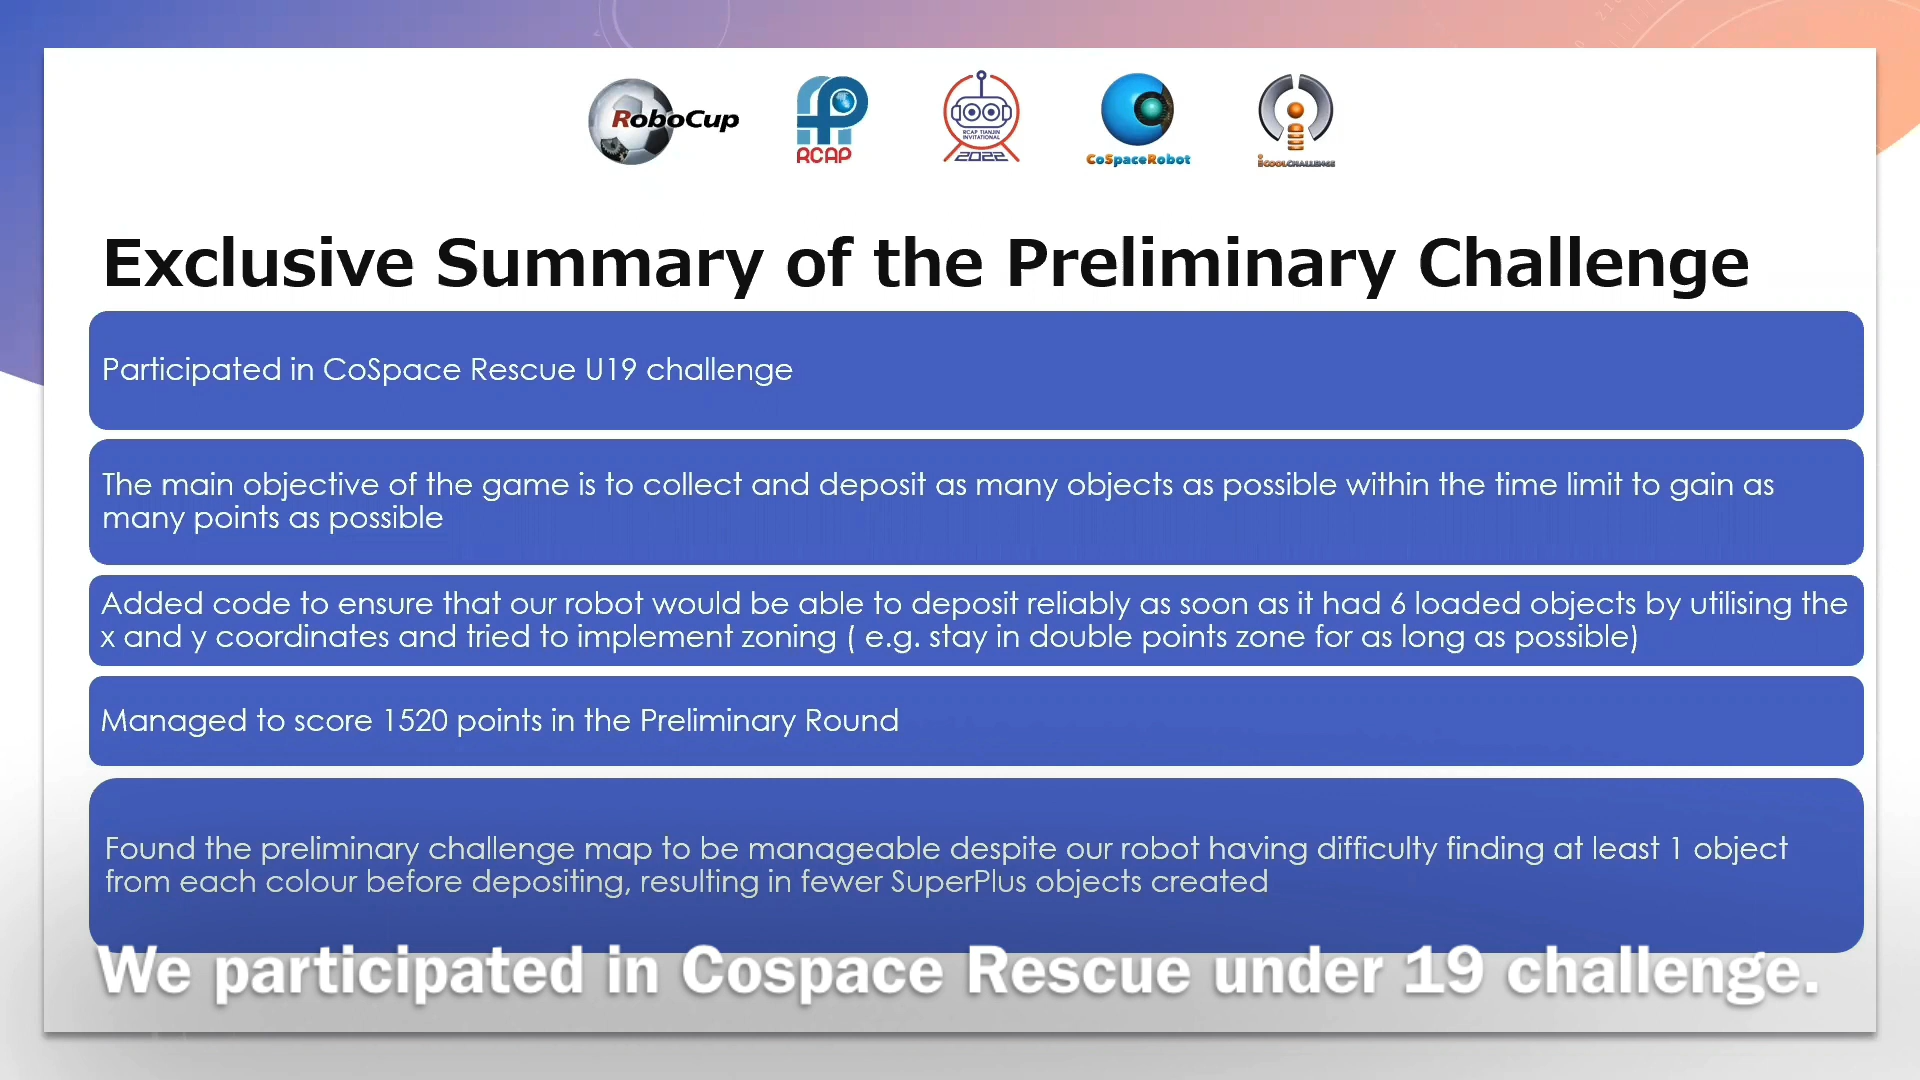 RoboCup
RCAP
RCAP TIANJIN
INVITATIONAL
2022
CoSpaceRobot
iCOOLCHALLENGE
Exclusive Summary of the Preliminary Challenge
Participated in CoSpace Rescue U19 challenge
The main objective of the game is to collect and deposit as many objects as possible within the time limit to gain as
many points as possible
Added code to ensure that our robot would be able to deposit reliably as soon as it had 6 loaded objects by utilising the
x and y coordinates and tried to implement zoning ( e.g. stay in double points zone for as long as possible)
Managed to score 1520 points in the Preliminary Round
Found the preliminary challenge map to be manageable despite our robot having difficulty finding at least 1 object
from each colour before depositing, resulting in fewer SuperPlus objects created
We participated in Cospace Rescue under 19 challenge.